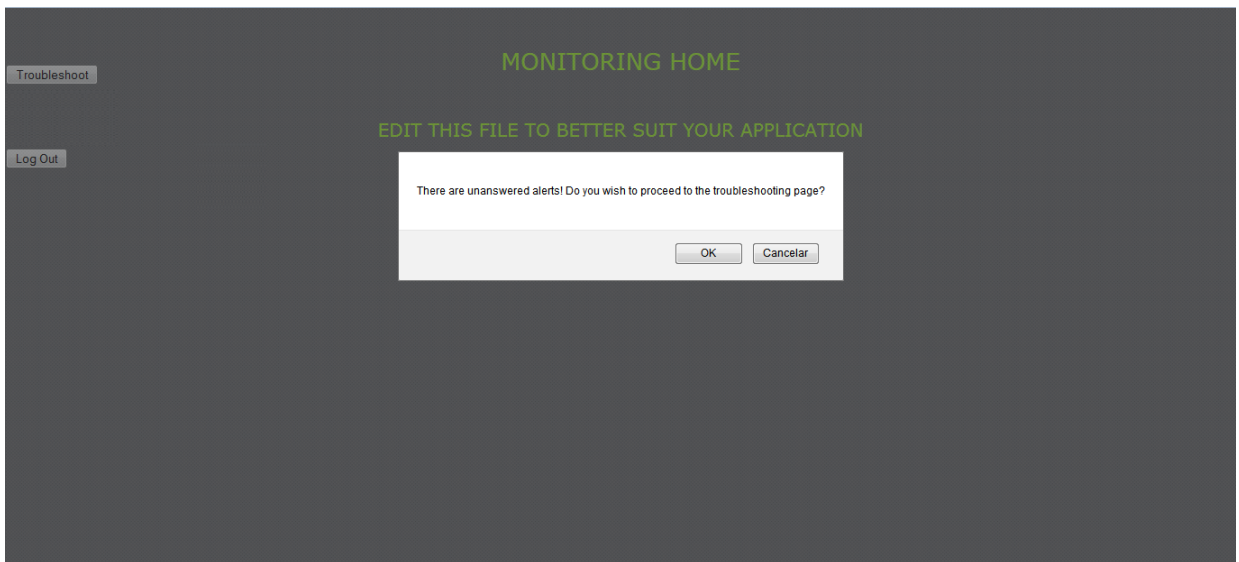 MONITORING HOME
Troubleshoot
EDIT THIS FILE TO BETTER SUIT YOUR APPLICATION
Log Out
There are unanswered alerts! Do you wish to proceed to the troubleshooting page?
OK
Cancelar